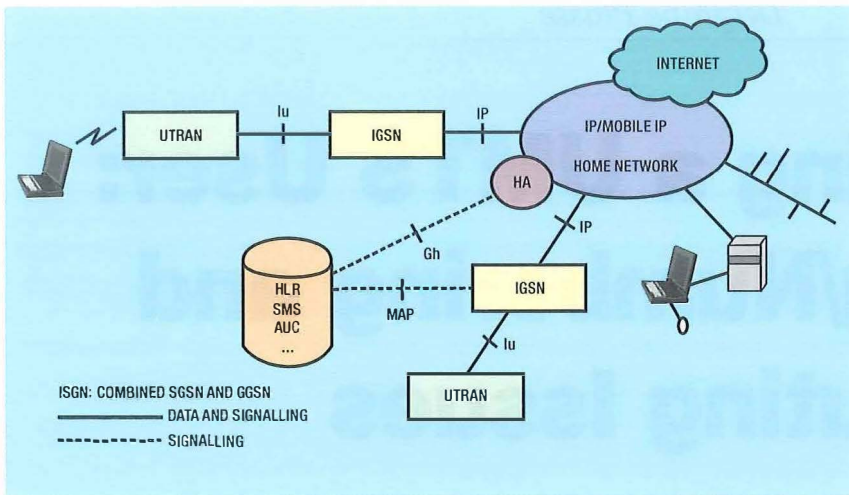 INTERNET
Iu
IP
UTRAN
IGSN
IP/MOBILE IP
HOME NETWORK
HA
IP
Gh
HLR
SMS
AUC
...
IGSN
MAP
Iu
ISGN: COMBINED SGSN AND GGSN
UTRAN
DATA AND SIGNALLING
SIGNALLING